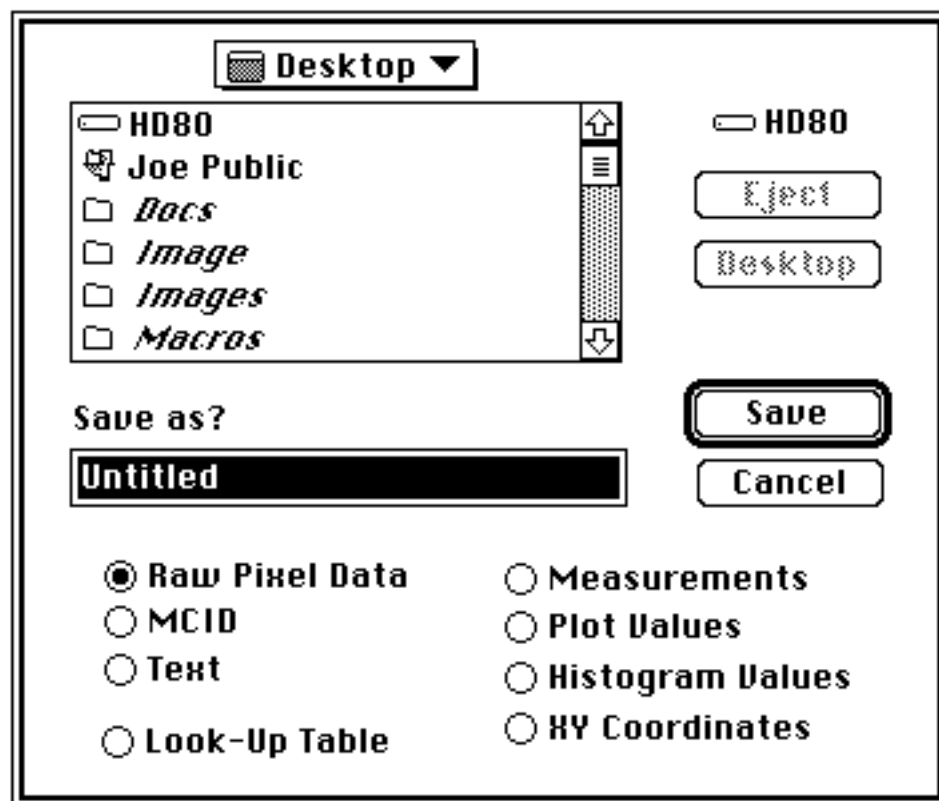 Desktop
HD80
Joe Public
Docs
Image
Images
Macros
HD80
Eject
Desktop
Save as?
Untitled
Save
Cancel
Raw Pixel Data
MCID
Text
Look-Up Table
Measurements
Plot Values
Histogram Values
XY Coordinates